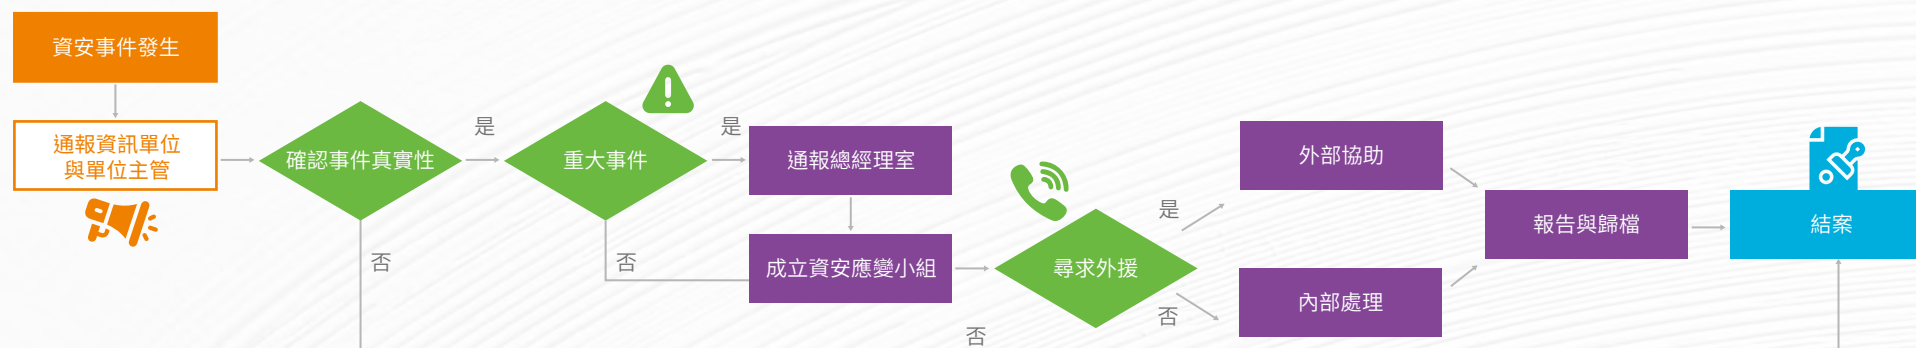 資安事件發生
通報資訊單位
與單位主管
確認事件真實性
是
重大事件
是
通報總經理室
否
否
成立資安應變小組
尋求外援
是
外部協助
否
內部處理
報告與歸檔
結案
否